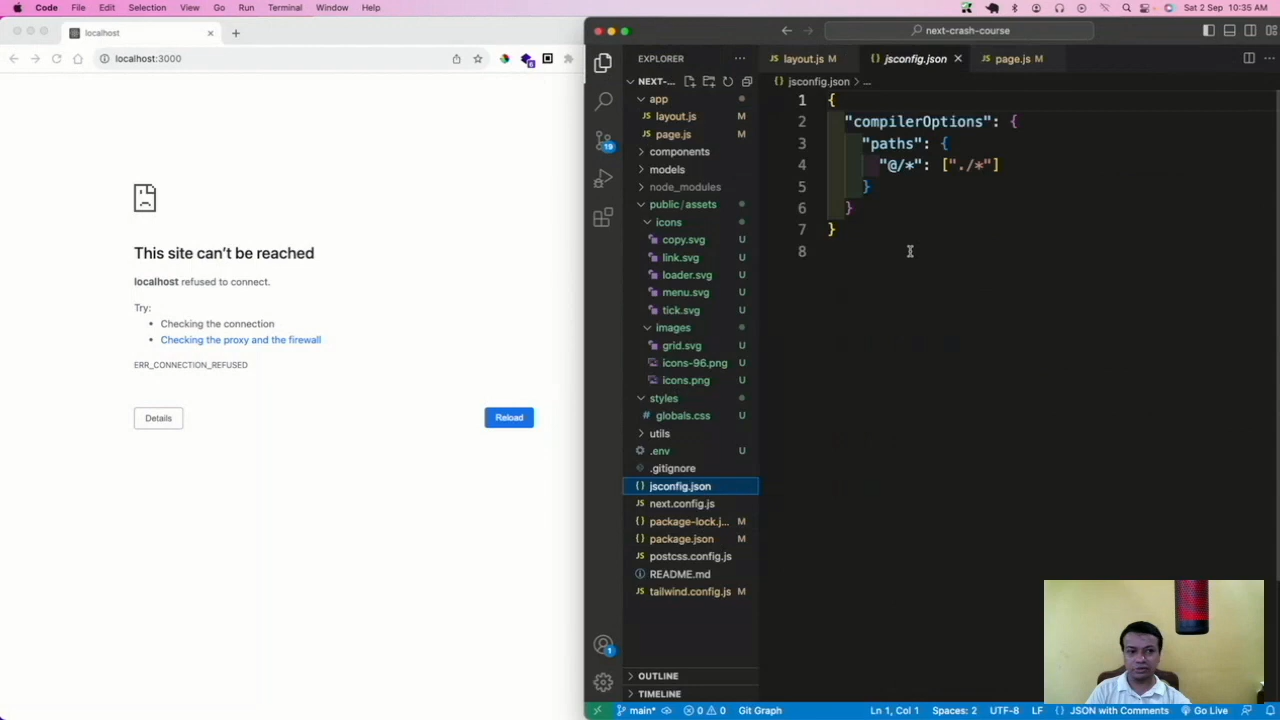 Code File Edit Selection View Go Run Terminal Window Help
Sat 2 Sep 10:35 AM
localhost
localhost:3000
This site can't be reached
localhost refused to connect.
Try:
• Checking the connection
• Checking the proxy and the firewall
ERR_CONNECTION_REFUSED
Details
Reload
next-crash-course
EXPLORER
NEXT-...
app
layout.js M
page.js M
components
models
node_modules
public/assets
icons
copy.svg U
link.svg U
loader.svg U
menu.svg U
tick.svg U
images
grid.svg U
icons-96.png U
icons.png U
styles
globals.css U
utils
.env U
.gitignore
jsconfig.json
next.config.js
package-lock.j... M
package.json M
postcss.config.js
README.md
tailwind.config.js M
OUTLINE
TIMELINE
19
1
layout.js M
jsconfig.json
page.js M
jsconfig.json > ...
1 {
2 "compilerOptions": {
3 "paths": {
4 "@/*": ["./*"]
5 }
6 }
7 }
8
main* 0 0 Git Graph
Ln 1, Col 1 Spaces: 2 UTF-8 LF {} JSON with Comments Go Live